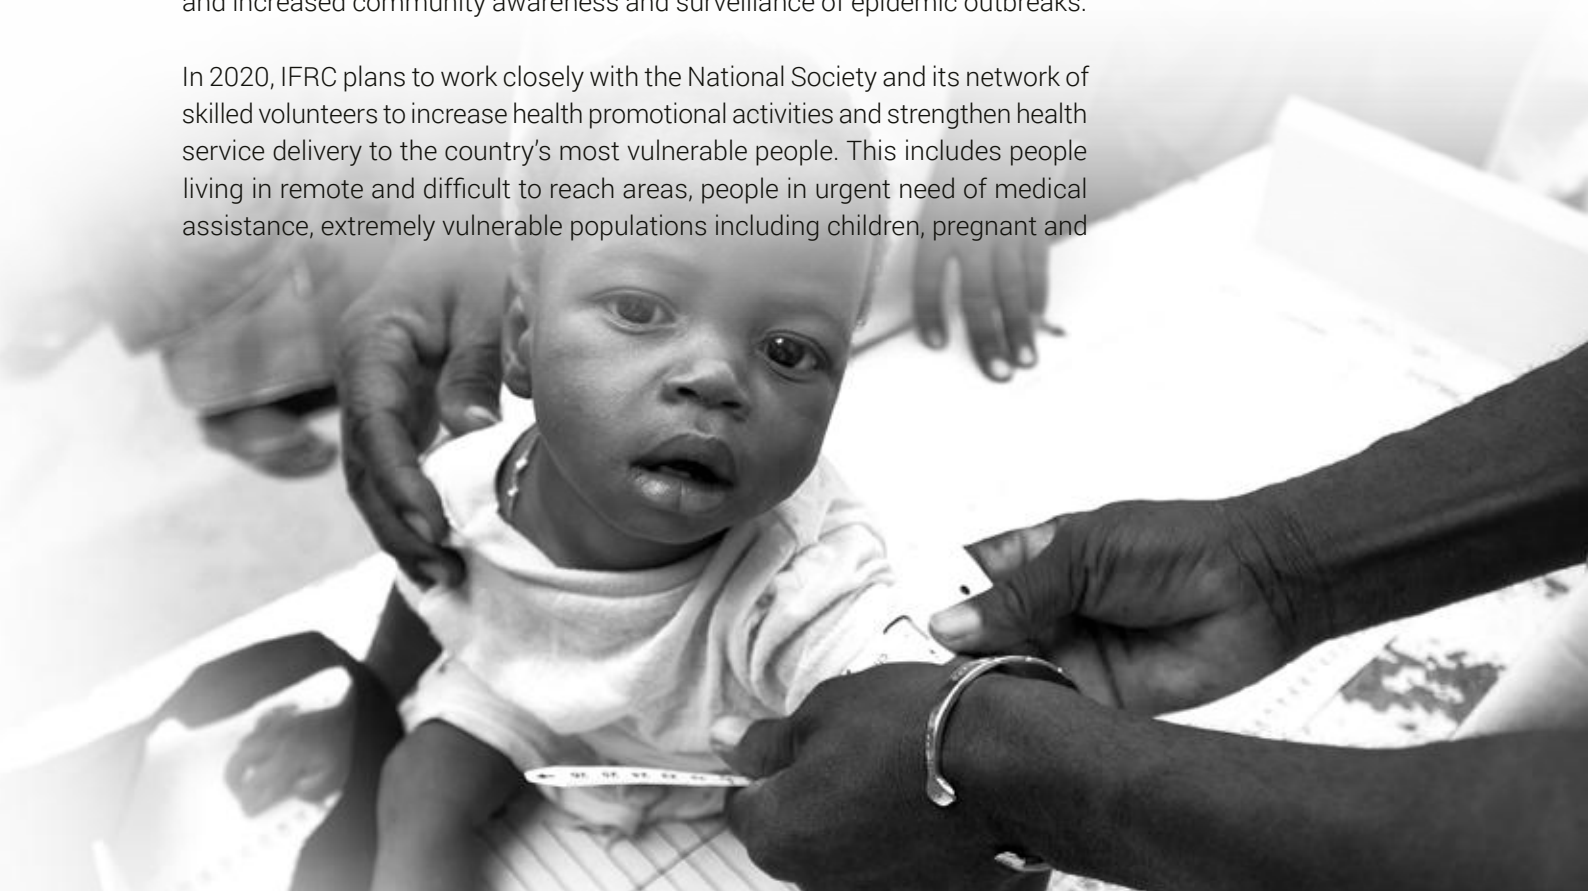 and increased community awareness and surveillance of epidemic outbreaks.
In 2020, IFRC plans to work closely with the National Society and its network of
skilled volunteers to increase health promotional activities and strengthen health
service delivery to the country’s most vulnerable people. This includes people
living in remote and difficult to reach areas, people in urgent need of medical
assistance, extremely vulnerable populations including children, pregnant and